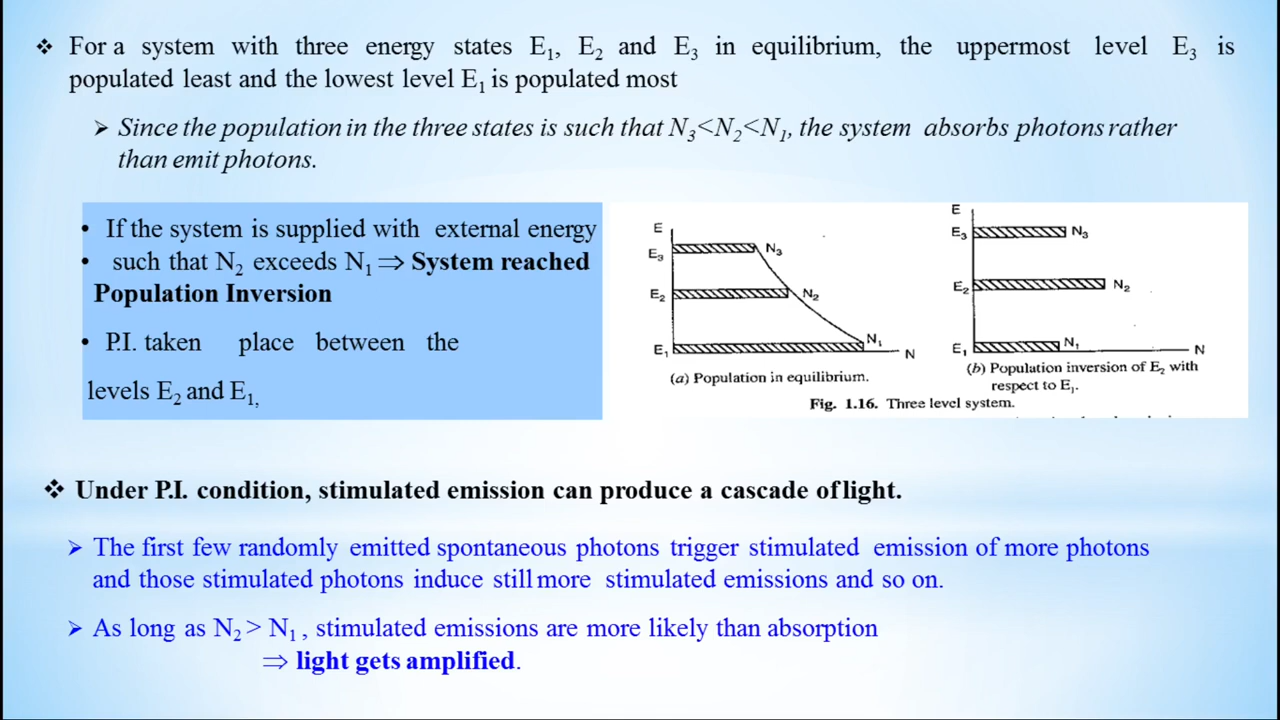 ❖ For a system with three energy states E₁, E₂ and E₃ in equilibrium, the uppermost level E₃ is
populated least and the lowest level E₁ is populated most
➢ Since the population in the three states is such that N₃<N₂<N₁, the system absorbs photons rather
than emit photons.
• If the system is supplied with external energy
• such that N₂ exceeds N₁ ⇒ System reached
Population Inversion
• P.I. taken place between the
levels E₂ and E₁,
E
E₃
N₃
E₂
N₂
E₁
N₁
N
(a) Population in equilibrium.
E
E₃
N₃
E₂
N₂
E₁
N₁
N
(b) Population inversion of E₂ with
respect to E₁.
Fig. 1.16. Three level system.
❖ Under P.I. condition, stimulated emission can produce a cascade of light.
➢ The first few randomly emitted spontaneous photons trigger stimulated emission of more photons
and those stimulated photons induce still more stimulated emissions and so on.
➢ As long as N₂ > N₁ , stimulated emissions are more likely than absorption
⇒ light gets amplified.